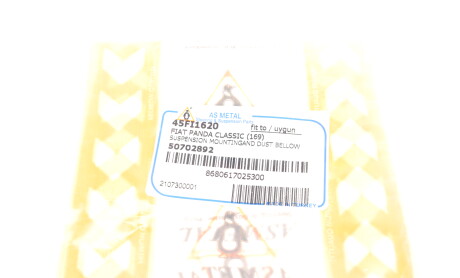 AS METAL
45FI1620
fit to / uygun
FIAT PANDA CLASSIC (169)
SUSPENSION MOUNTINGAND DUST BELLOW
50702892
8680617025300
2107300001